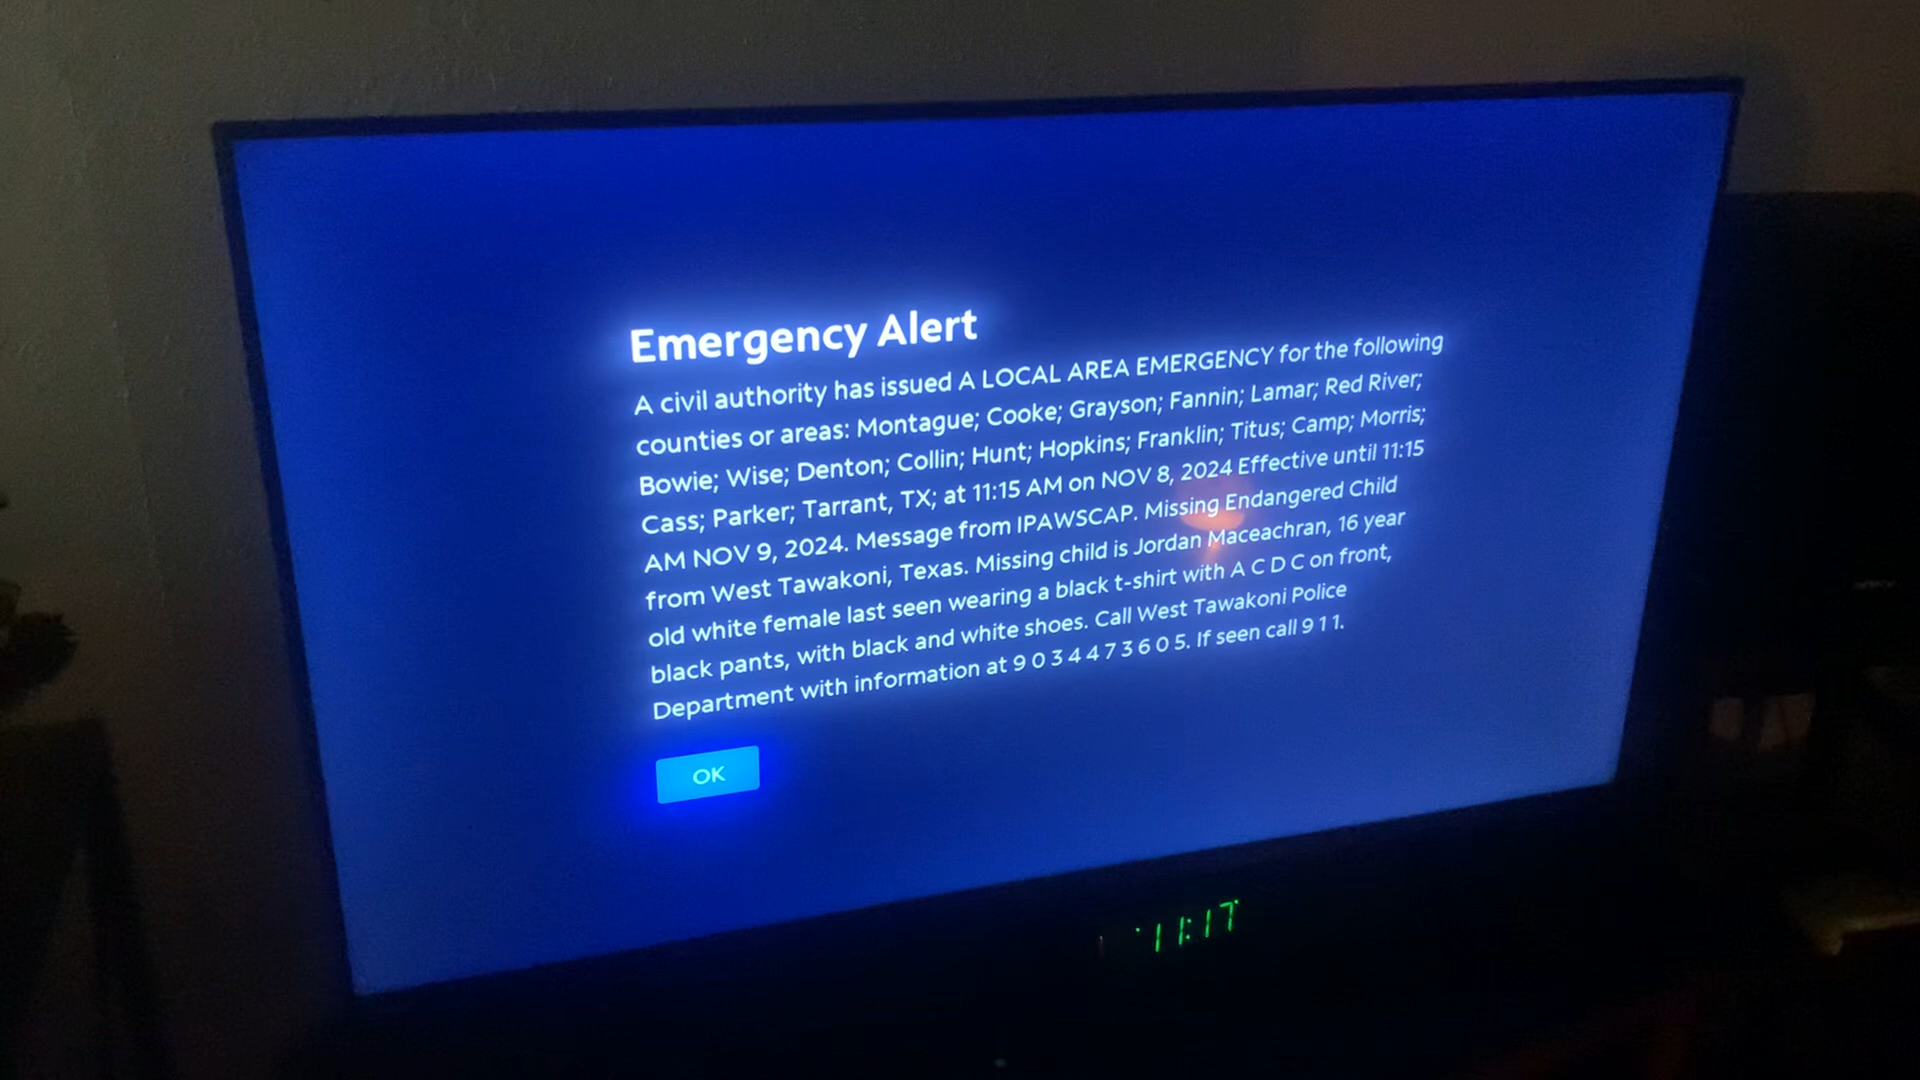 Emergency Alert
A civil authority has issued A LOCAL AREA EMERGENCY for the following
counties or areas: Montague; Cooke; Grayson; Fannin; Lamar; Red River;
Bowie; Wise; Denton; Collin; Hunt; Hopkins; Franklin; Titus; Camp; Morris;
Cass; Parker; Tarrant, TX; at 11:15 AM on NOV 8, 2024 Effective until 11:15
AM NOV 9, 2024. Message from IPAWSCAP. Missing Endangered Child
from West Tawakoni, Texas. Missing child is Jordan Maceachran, 16 year
old white female last seen wearing a black t-shirt with A C D C on front,
black pants, with black and white shoes. Call West Tawakoni Police
Department with information at 9 0 3 4 4 7 3 6 0 5. If seen call 9 1 1.
OK
11:17